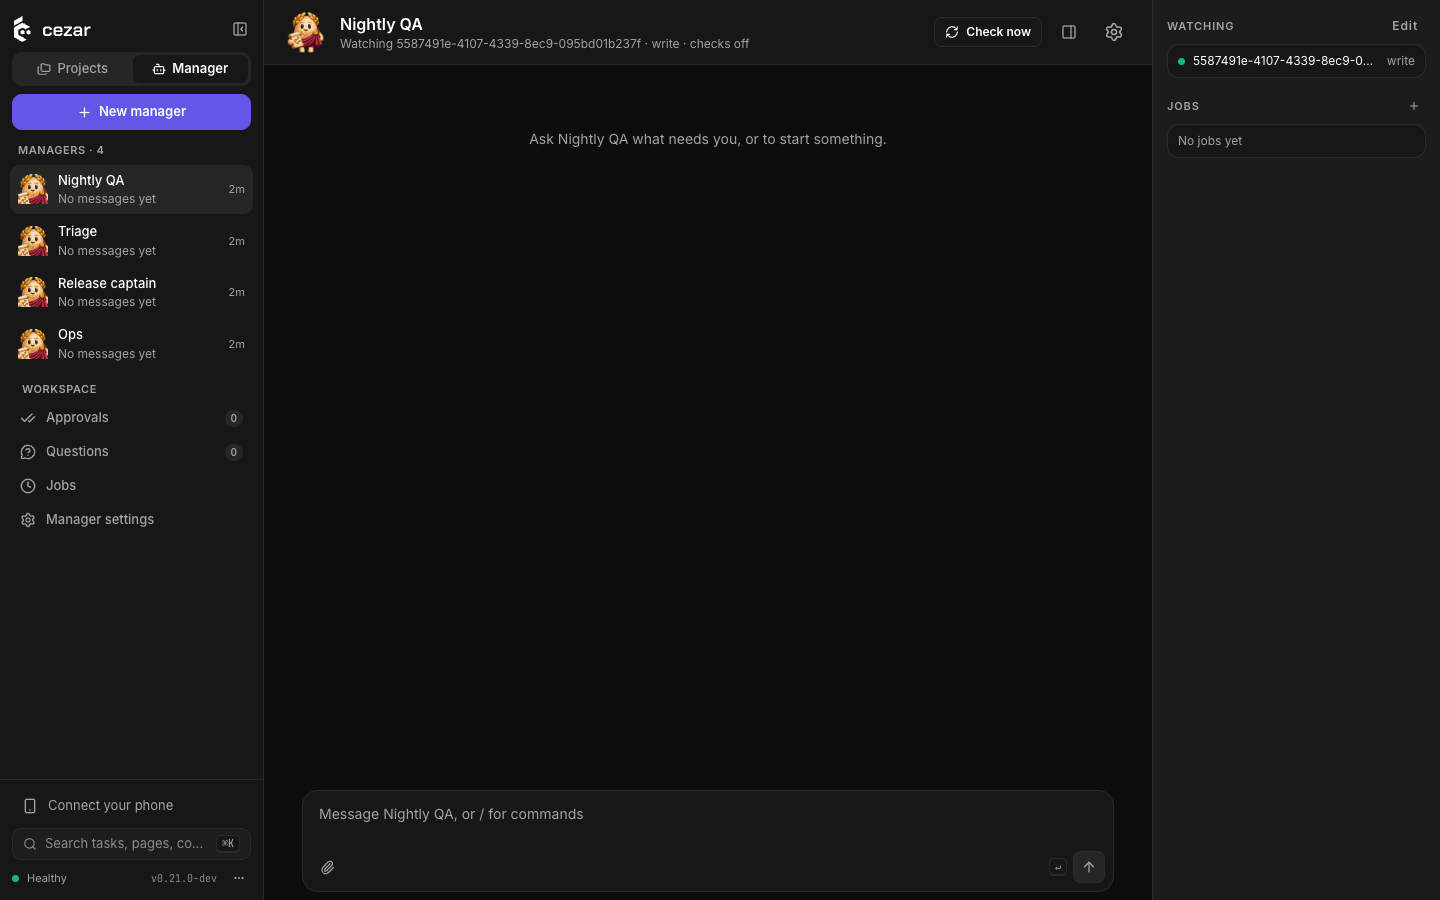 cezar
Projects
Manager
New manager
MANAGERS · 4
Nightly QA
No messages yet
2m
Triage
No messages yet
2m
Release captain
No messages yet
2m
Ops
No messages yet
2m
WORKSPACE
Approvals
0
Questions
0
Jobs
Manager settings
Connect your phone
Search tasks, pages, co...
⌘K
Healthy
v0.21.0-dev
Nightly QA
Watching 5587491e-4107-4339-8ec9-095bd01b237f · write · checks off
Check now
Ask Nightly QA what needs you, or to start something.
Message Nightly QA, or / for commands
WATCHING
Edit
5587491e-4107-4339-8ec9-0...
write
JOBS
No jobs yet